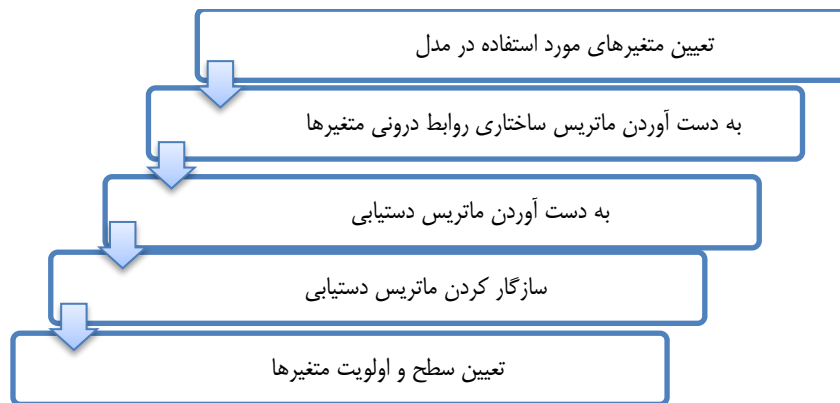 تعیین متغیرهای مورد استفاده در مدل
به دست آوردن ماتریس ساختاری روابط درونی متغیرها
به دست آوردن ماتریس دستیابی
سازگار کردن ماتریس دستیابی
تعیین سطح و اولویت متغیرها